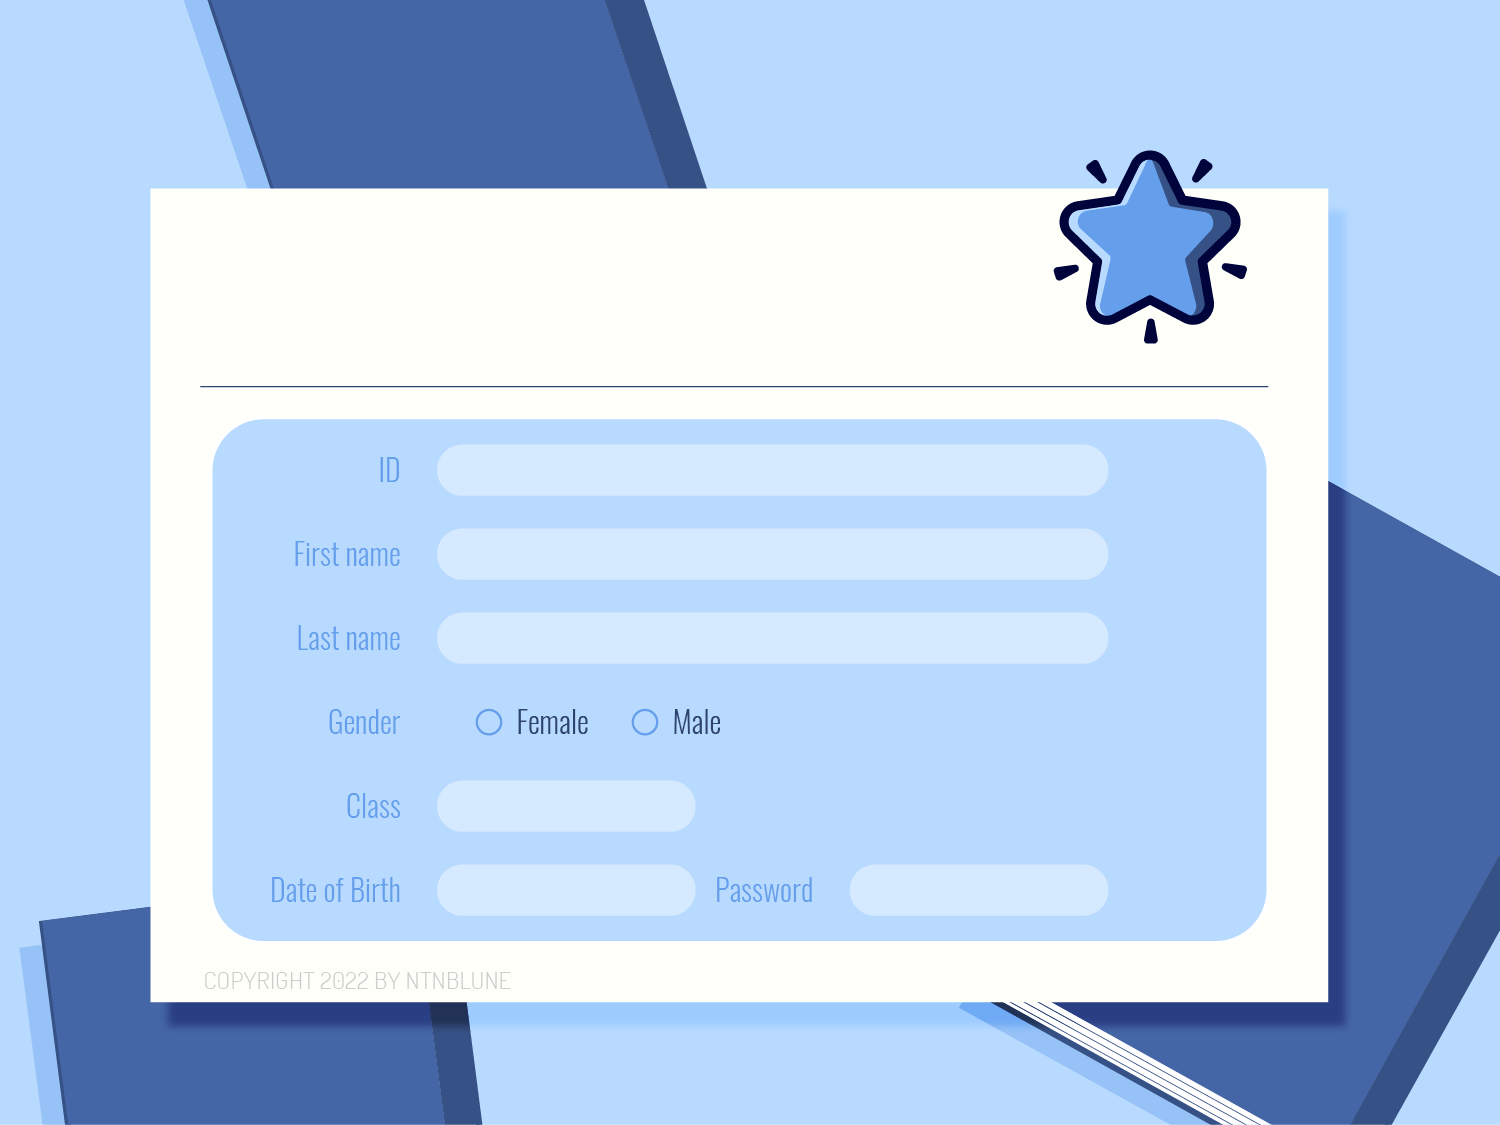 ID
First name
Last name
Gender Female Male
Class
Date of Birth Password
COPYRIGHT 2022 BY NTNBLUNE